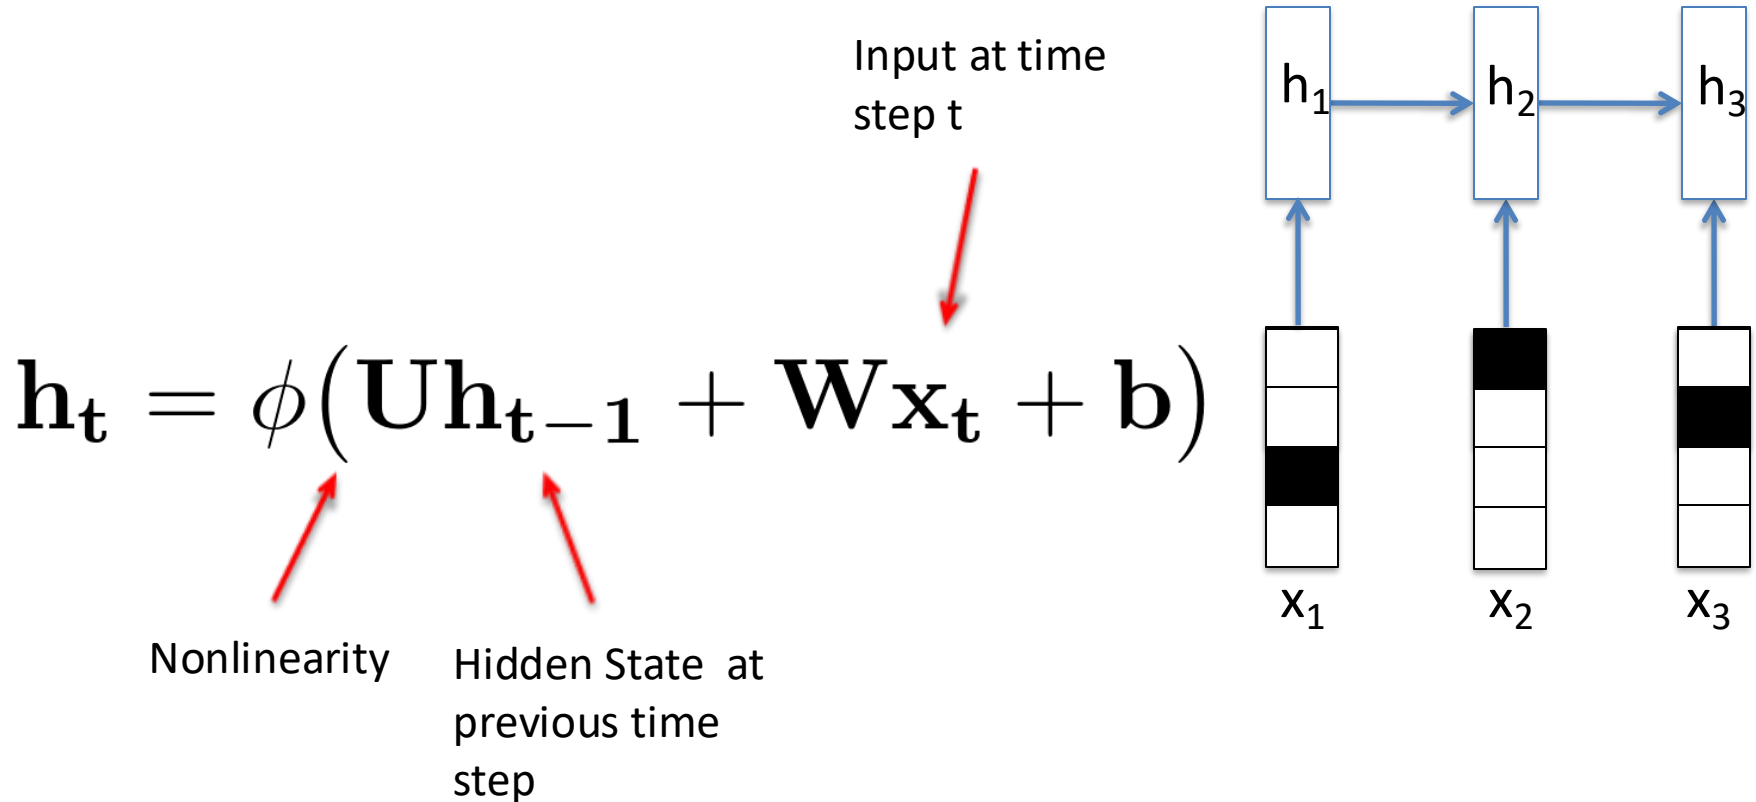 Input at time
step t
h₁
h₂
h₃
hₜ = ϕ(Uhₜ₋₁ + Wxₜ + b)
x₁
x₂
x₃
Nonlinearity
Hidden State at
previous time
step